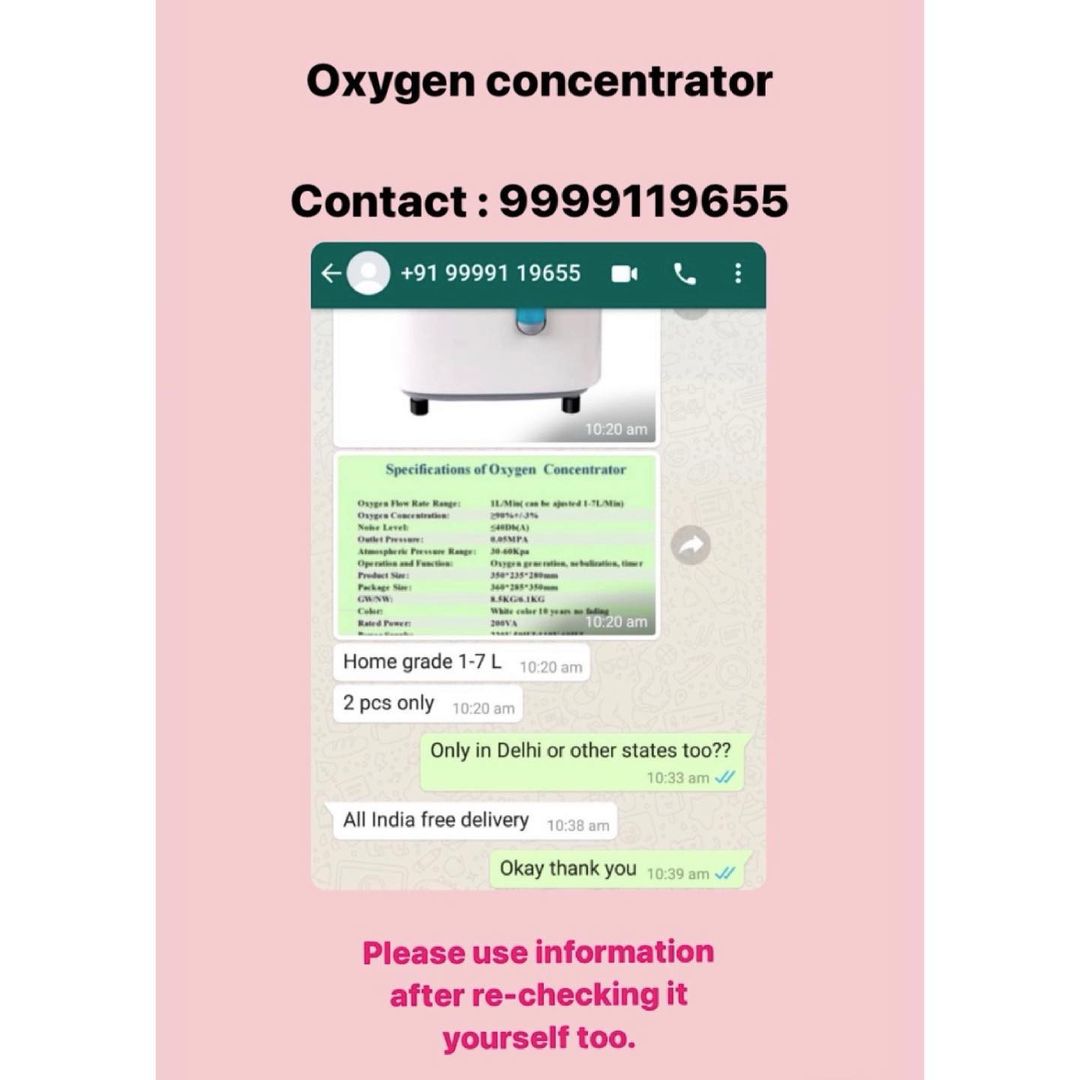 Oxygen concentrator
Contact : 9999119655
+91 99991 19655
10:20 am
Specifications of Oxygen Concentrator
Oxygen Flow Rate Range: 1L/Min( can be ajusted 1-7L/Min)
Oxygen Concentration: ≥90%+/-3%
Noise Level: ≤40Db(A)
Outlet Pressure: 0.05MPA
Atmospheric Pressure Range: 30-60Kpa
Operation and Function: Oxygen generation, nebulization, timer
Product Size: 350*235*280mm
Package Size: 360*285*350mm
GW/NW: 8.5KG/6.1KG
Color: White color 10 years no fading
Rated Power: 200VA
10:20 am
Home grade 1-7 L 10:20 am
2 pcs only 10:20 am
Only in Delhi or other states too??
10:33 am
All India free delivery 10:38 am
Okay thank you 10:39 am
Please use information
after re-checking it
yourself too.